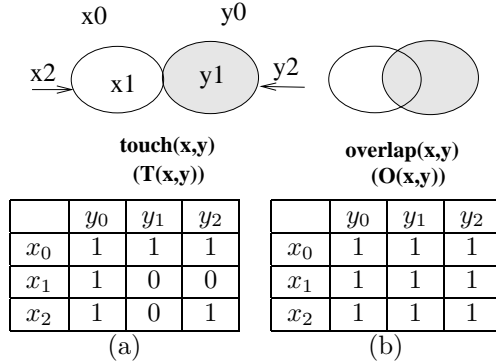 x0 y0
x2 x1 y1 y2
touch(x,y) overlap(x,y)
(T(x,y)) (O(x,y))
y₀ y₁ y₂ y₀ y₁ y₂
x₀ 1 1 1 x₀ 1 1 1
x₁ 1 0 0 x₁ 1 1 1
x₂ 1 0 1 x₂ 1 1 1
(a) (b)